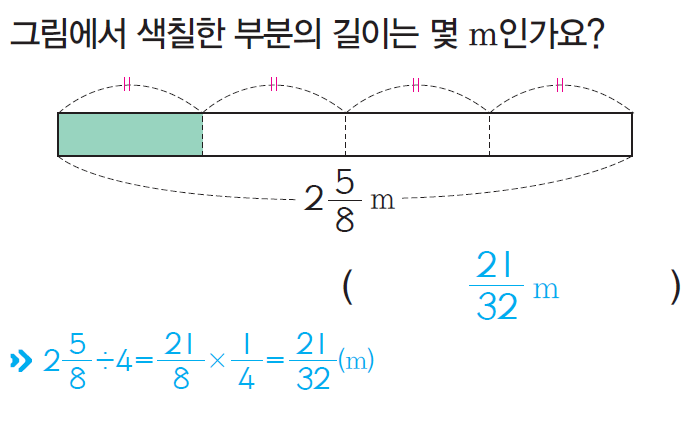 그림에서 색칠한 부분의 길이는 몇 m인가요?
2 5/8 m
( 21/32 m )
» 2 5/8 ÷ 4 = 21/8 × 1/4 = 21/32 (m)